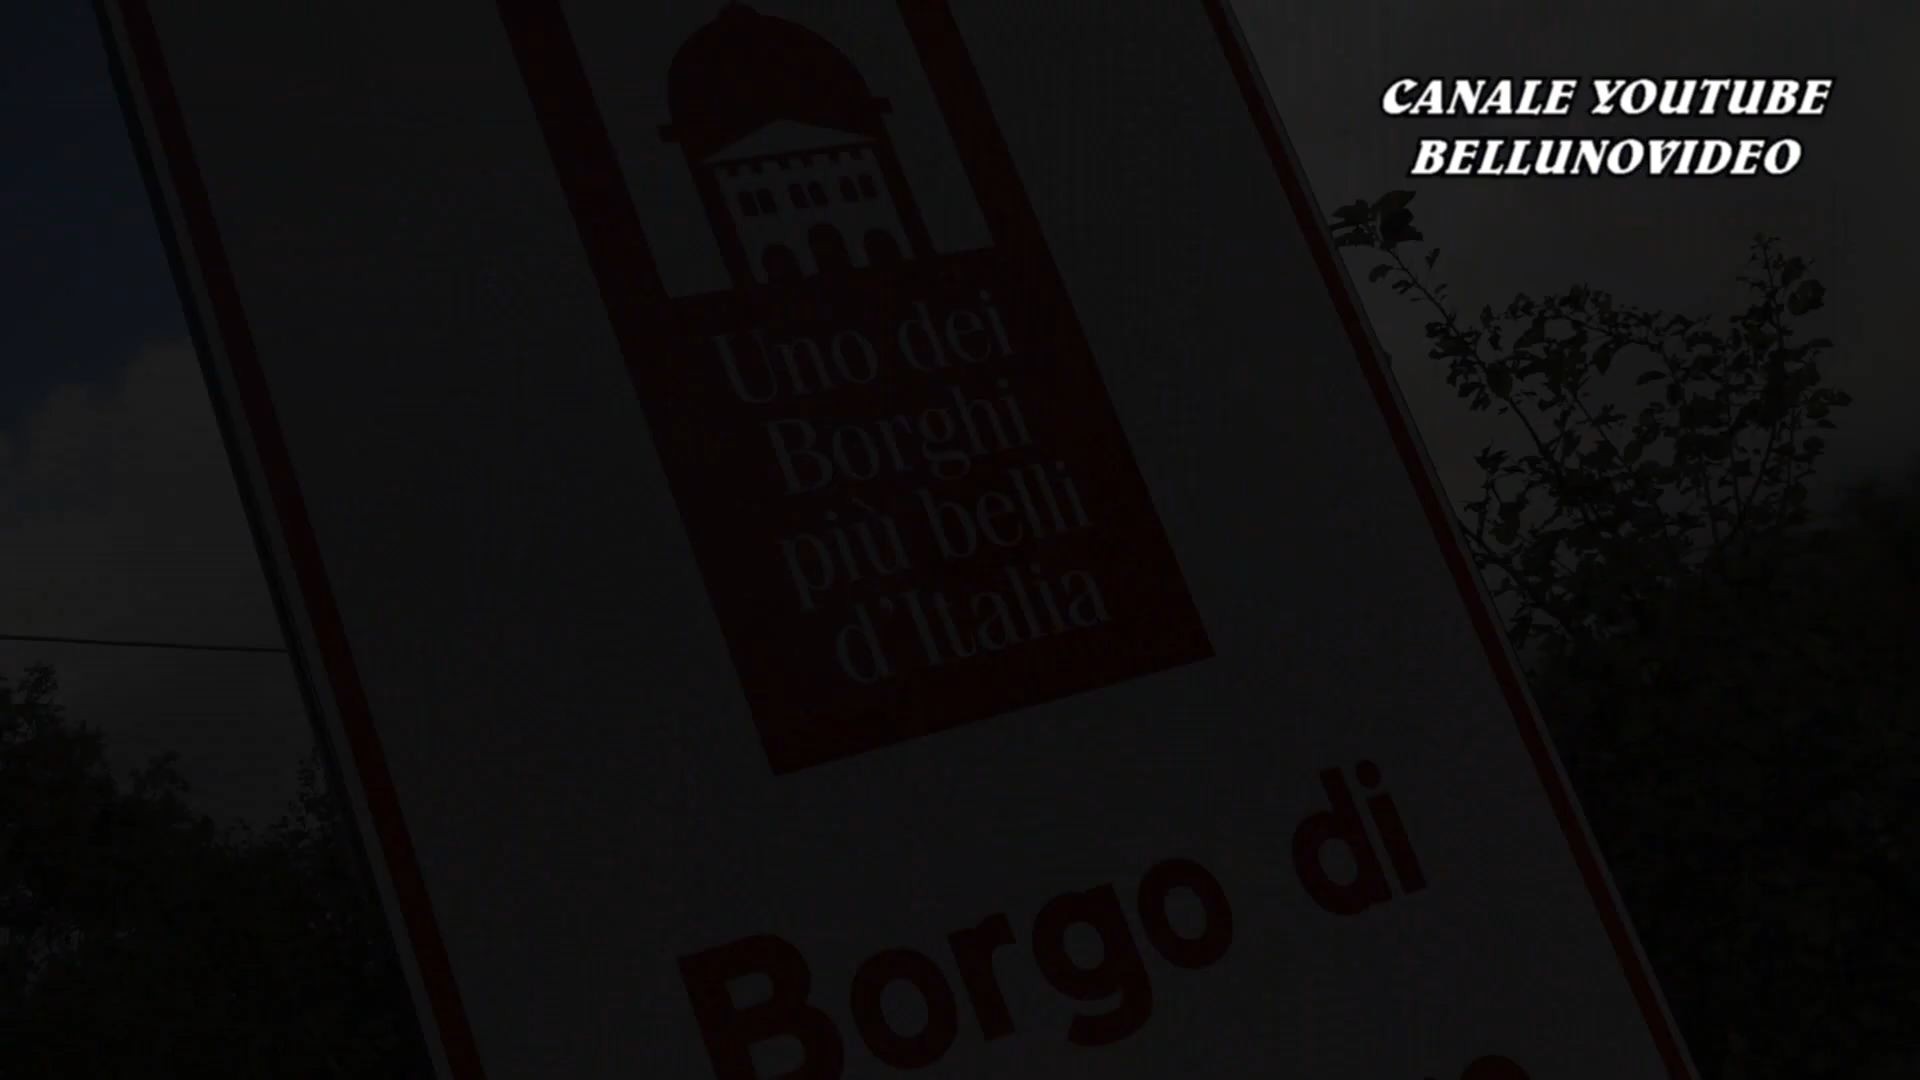 CANALE YOUTUBE
BELLUNOVIDEO
Uno dei
Borghi
più belli
d'Italia
Borgo di